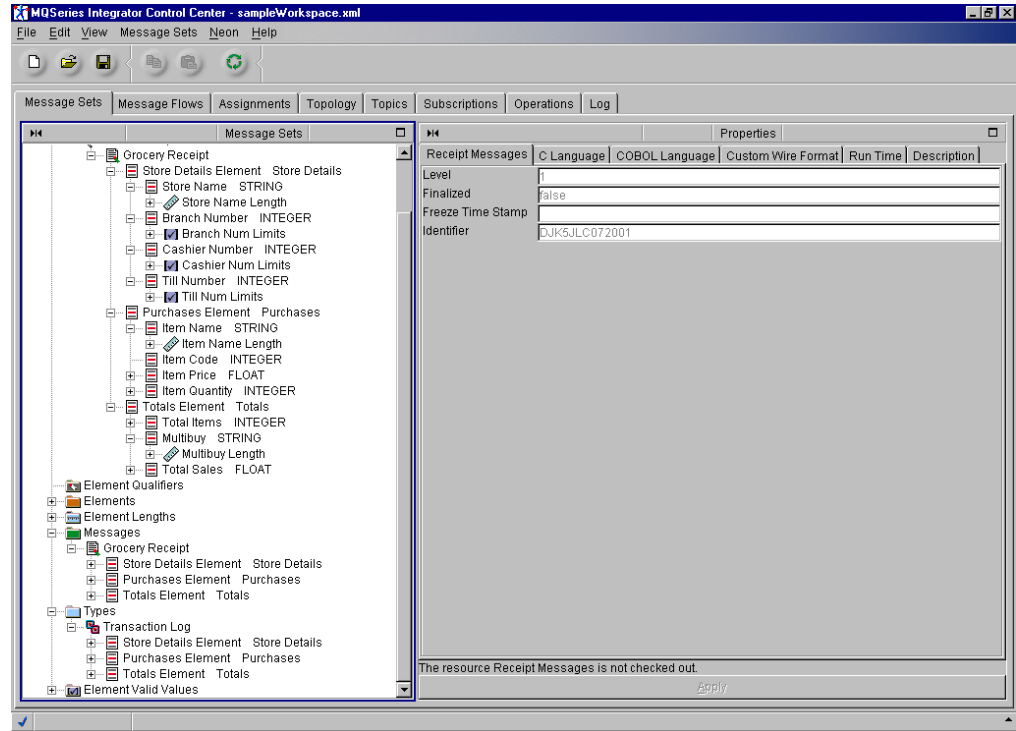 MQSeries Integrator Control Center - sampleWorkspace.xml
File Edit View Message Sets Neon Help
Message Sets Message Flows Assignments Topology Topics Subscriptions Operations Log
Message Sets
Grocery Receipt
Store Details Element Store Details
Store Name STRING
Store Name Length
Branch Number INTEGER
Branch Num Limits
Cashier Number INTEGER
Cashier Num Limits
Till Number INTEGER
Till Num Limits
Purchases Element Purchases
Item Name STRING
Item Name Length
Item Code INTEGER
Item Price FLOAT
Item Quantity INTEGER
Totals Element Totals
Total Items INTEGER
Multibuy STRING
Multibuy Length
Total Sales FLOAT
Element Qualifiers
Elements
Element Lengths
Messages
Grocery Receipt
Store Details Element Store Details
Purchases Element Purchases
Totals Element Totals
Types
Transaction Log
Store Details Element Store Details
Purchases Element Purchases
Totals Element Totals
Element Valid Values
Properties
Receipt Messages C Language COBOL Language Custom Wire Format Run Time Description
Level 1
Finalized false
Freeze Time Stamp
Identifier DJK5JLC072001
The resource Receipt Messages is not checked out.
Apply